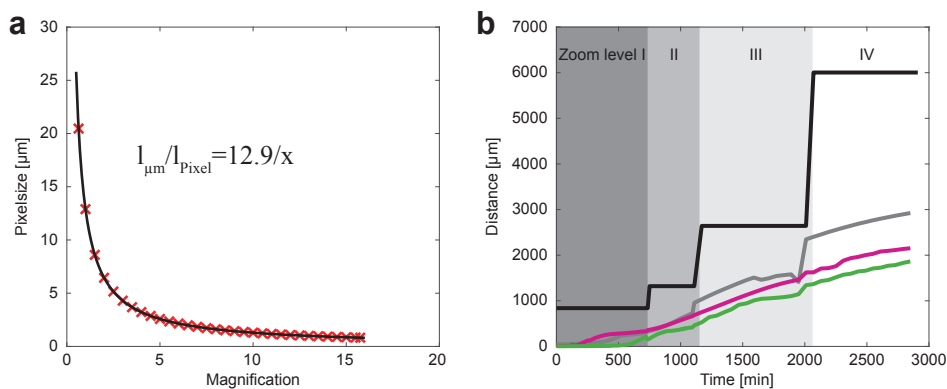 a
30
25
20
15
10
5
0
0 5 10 15 20
Pixelsize [µm]
Magnification
lµm/lPixel=12.9/x
b
7000
6000
5000
4000
3000
2000
1000
0
0 500 1000 1500 2000 2500 3000
Distance [µm]
Time [min]
Zoom level I II III IV